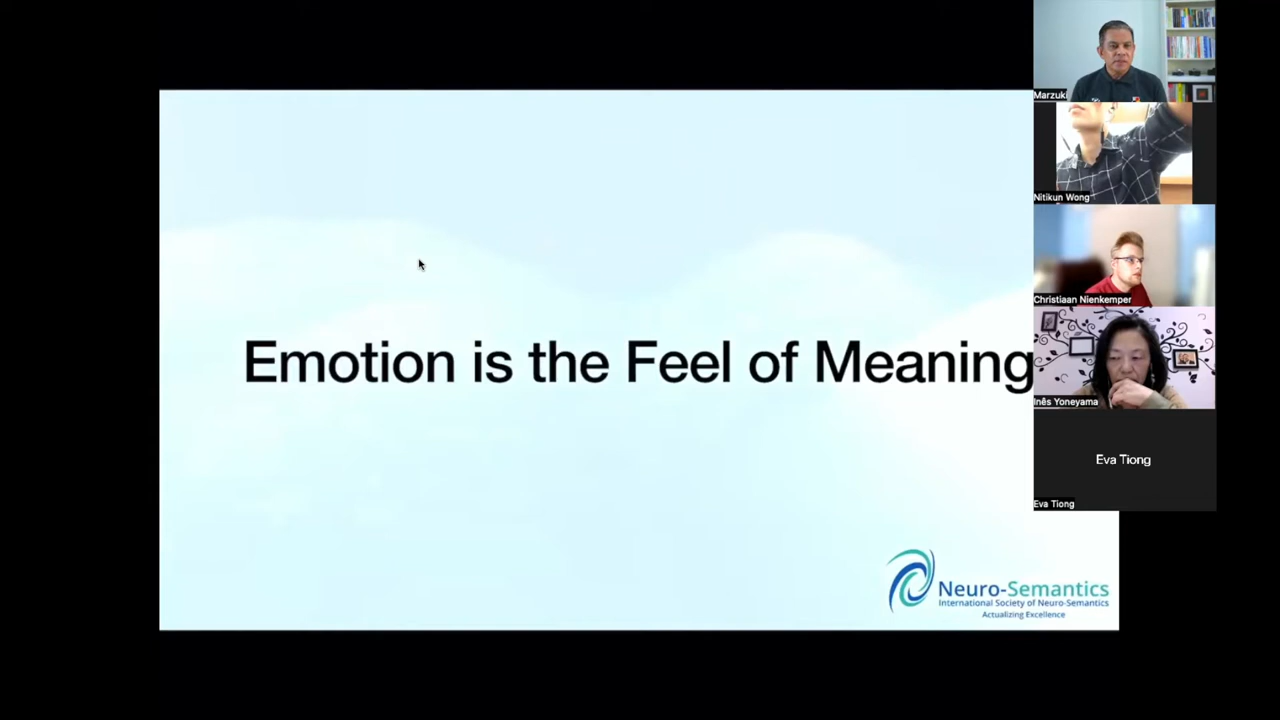 Marzuki
Nitikun Wong
Christiaan Nienkemper
Emotion is the Feel of Meaning
Inês Yoneyama
Eva Tiong
Eva Tiong
Neuro-Semantics
International Society of Neuro-Semantics
Actualizing Excellence